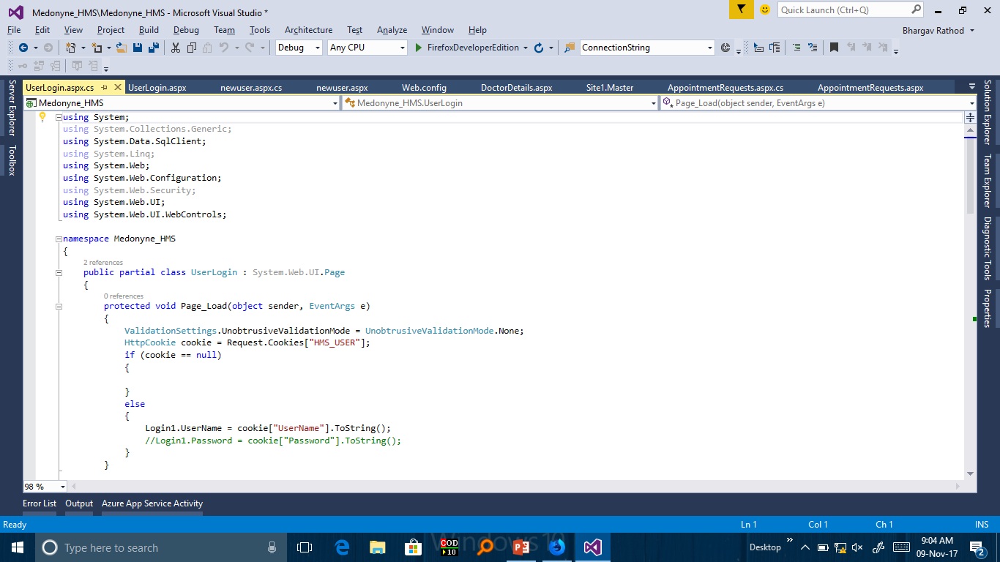 Medonyne_HMS\Medonyne_HMS - Microsoft Visual Studio *
Quick Launch (Ctrl+Q)
File Edit View Project Build Debug Team Tools Architecture Test Analyze Window Help
Bhargav Rathod
Debug Any CPU FirefoxDeveloperEdition ConnectionString
UserLogin.aspx.cs UserLogin.aspx newuser.aspx.cs newuser.aspx Web.config DoctorDetails.aspx Site1.Master AppointmentRequests.aspx.cs AppointmentRequests.aspx
Medonyne_HMS Medonyne_HMS.UserLogin Page_Load(object sender, EventArgs e)
Server Explorer
Toolbox
using System;
using System.Collections.Generic;
using System.Data.SqlClient;
using System.Linq;
using System.Web;
using System.Web.Configuration;
using System.Web.Security;
using System.Web.UI;
using System.Web.UI.WebControls;
namespace Medonyne_HMS
{
2 references
public partial class UserLogin : System.Web.UI.Page
{
0 references
protected void Page_Load(object sender, EventArgs e)
{
ValidationSettings.UnobtrusiveValidationMode = UnobtrusiveValidationMode.None;
HttpCookie cookie = Request.Cookies["HMS_USER"];
if (cookie == null)
{
}
else
{
Login1.UserName = cookie["UserName"].ToString();
//Login1.Password = cookie["Password"].ToString();
}
}
Solution Explorer
Team Explorer
Diagnostic Tools
Properties
98 %
Error List Output Azure App Service Activity
Ready Ln 1 Col 1 Ch 1 INS
Type here to search
COD
10
Windows 10
Desktop
9:04 AM
09-Nov-17
2